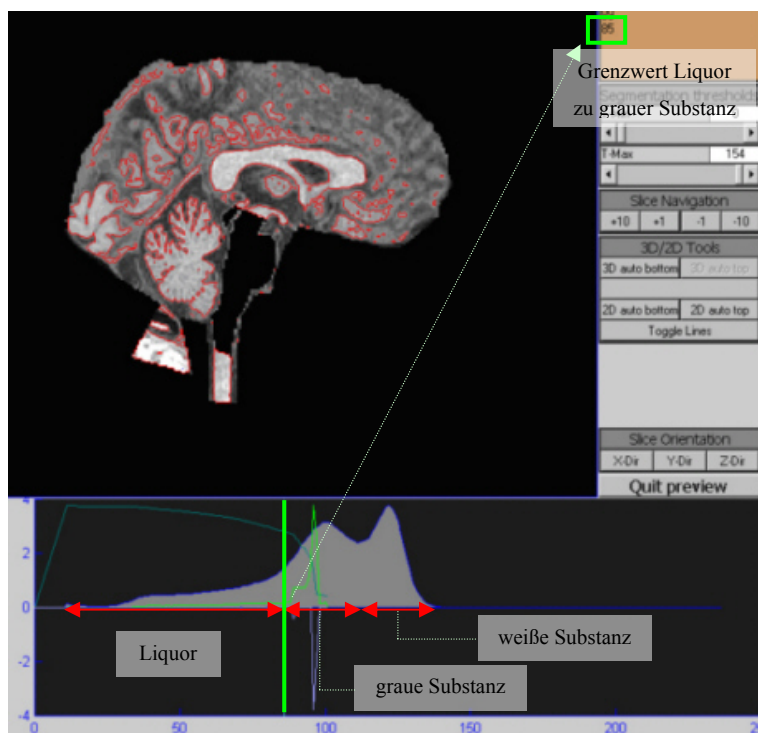 85
Grenzwert Liquor
Segmentation thresholds
zu grauer Substanz
T-Max 154
Slice Navigation
+10 +1 -1 -10
3D/2D Tools
3D auto bottom 3D auto top
2D auto bottom 2D auto top
Toggle Lines
Slice Orientation
X-Dir Y-Dir Z-Dir
Quit preview
4
2
0
-2
-4
Liquor
weiße Substanz
graue Substanz
0 50 100 150 200